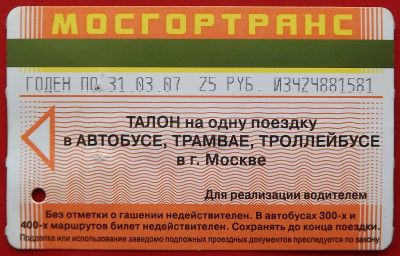 МОСГОРТРАНС
ГОДЕН ПО 31.03.07 25 РУБ. И3424881581
ТАЛОН на одну поездку
в АВТОБУСЕ, ТРАМВАЕ, ТРОЛЛЕЙБУСЕ
в г. Москве
Для реализации водителем
Без отметки о гашении недействителен. В автобусах 300-х и
400-х маршрутов билет недействителен. Сохранять до конца поездки.
Подделка или использование заведомо подложных проездных документов преследуется по закону